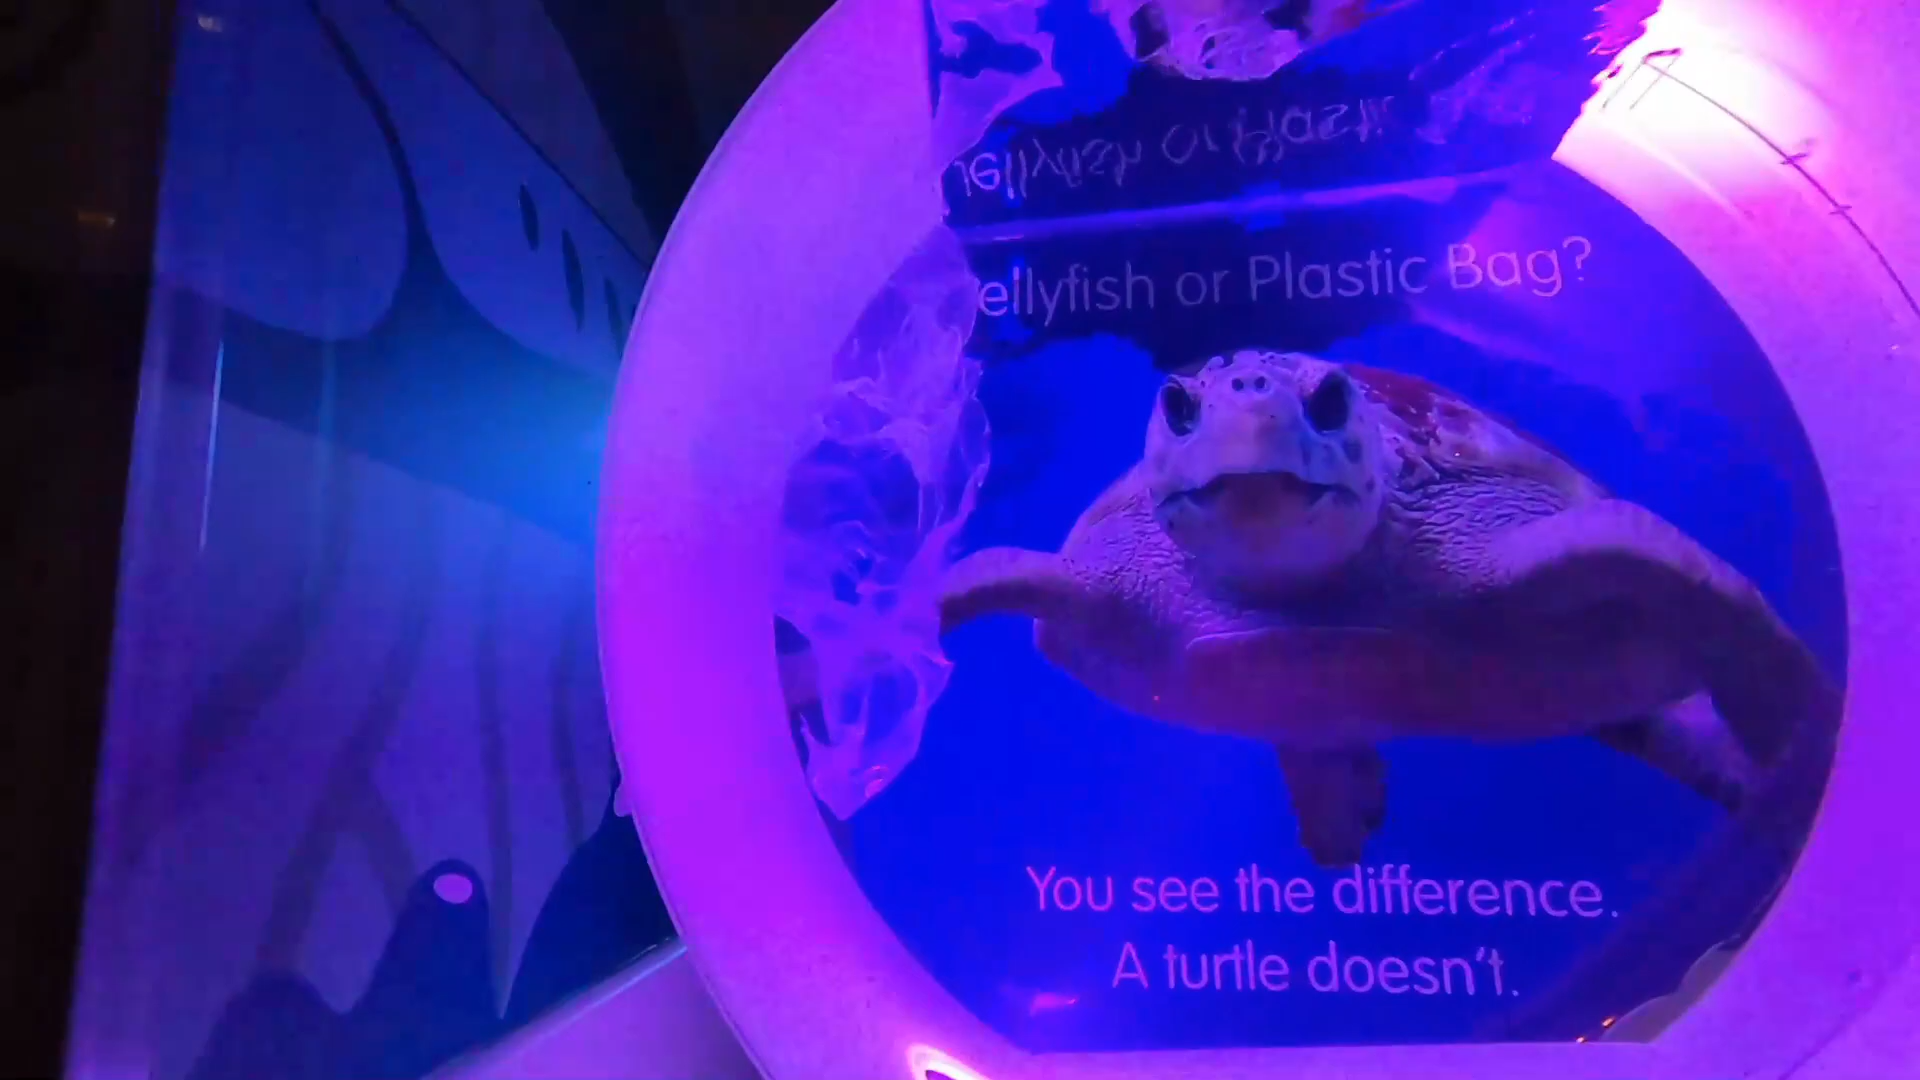 ellyfish or Plastic Bag?
You see the difference.
A turtle doesn't.